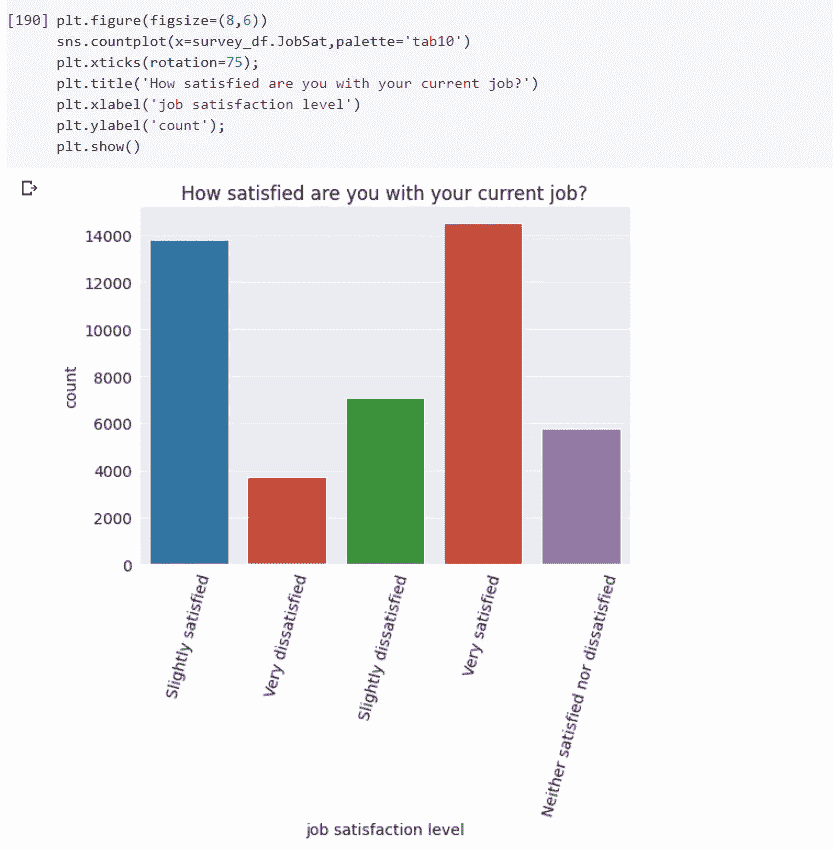 [190] plt.figure(figsize=(8,6))
sns.countplot(x=survey_df.JobSat,palette='tab10')
plt.xticks(rotation=75);
plt.title('How satisfied are you with your current job?')
plt.xlabel('job satisfaction level')
plt.ylabel('count');
plt.show()
How satisfied are you with your current job?
14000
12000
10000
8000
6000
4000
2000
0
count
Slightly satisfied
Very dissatisfied
Slightly dissatisfied
Very satisfied
Neither satisfied nor dissatisfied
job satisfaction level